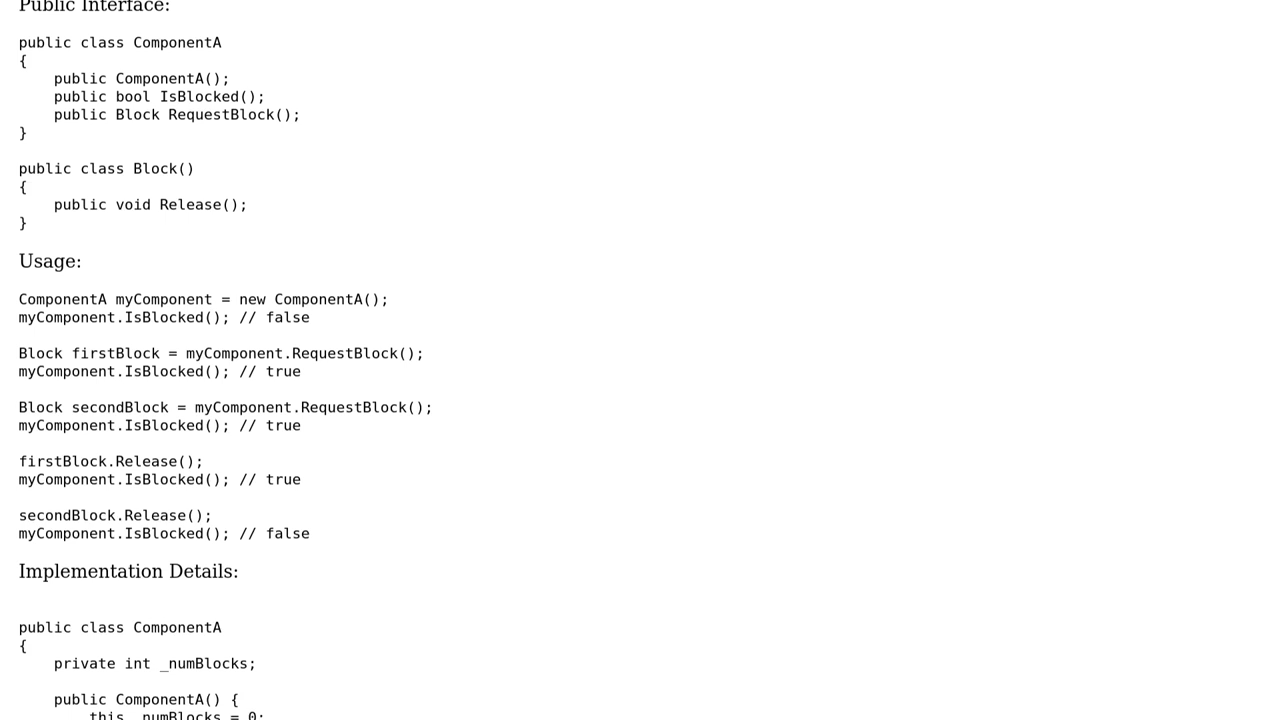 Public Interface:
public class ComponentA
{
    public ComponentA();
    public bool IsBlocked();
    public Block RequestBlock();
}
public class Block()
{
    public void Release();
}
Usage:
ComponentA myComponent = new ComponentA();
myComponent.IsBlocked(); // false
Block firstBlock = myComponent.RequestBlock();
myComponent.IsBlocked(); // true
Block secondBlock = myComponent.RequestBlock();
myComponent.IsBlocked(); // true
firstBlock.Release();
myComponent.IsBlocked(); // true
secondBlock.Release();
myComponent.IsBlocked(); // false
Implementation Details:
public class ComponentA
{
    private int _numBlocks;
    public ComponentA() {
        this._numBlocks = 0;